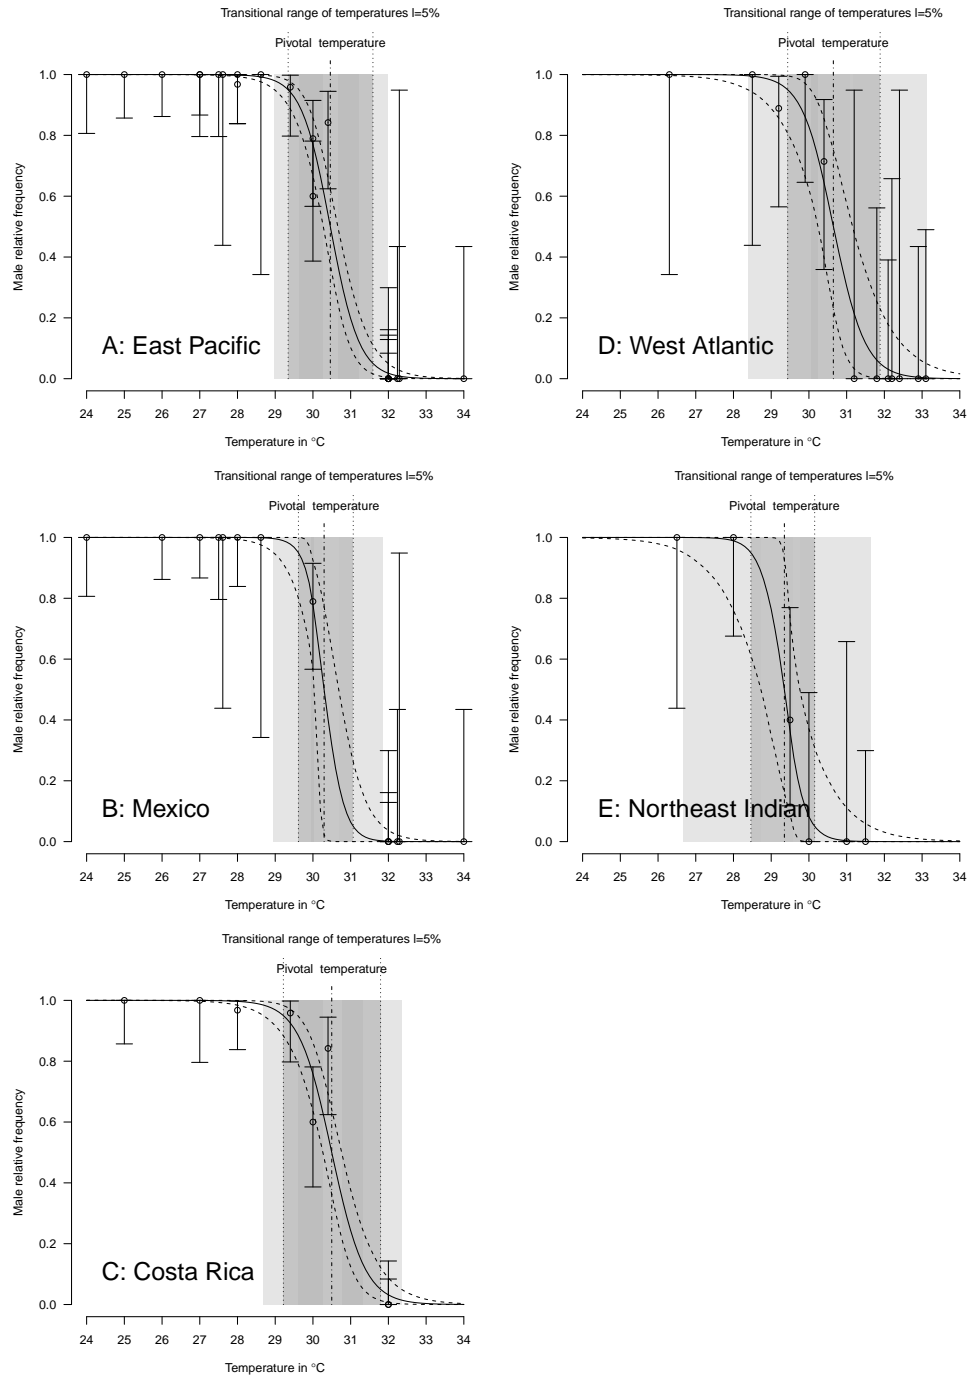 Transitional range of temperatures l=5%
Pivotal temperature
Male relative frequency
1.0
0.8
0.6
0.4
0.2
0.0
A: East Pacific
24 25 26 27 28 29 30 31 32 33 34
Temperature in °C
Transitional range of temperatures l=5%
Pivotal temperature
Male relative frequency
1.0
0.8
0.6
0.4
0.2
0.0
D: West Atlantic
24 25 26 27 28 29 30 31 32 33 34
Temperature in °C
Transitional range of temperatures l=5%
Pivotal temperature
Male relative frequency
1.0
0.8
0.6
0.4
0.2
0.0
B: Mexico
24 25 26 27 28 29 30 31 32 33 34
Temperature in °C
Transitional range of temperatures l=5%
Pivotal temperature
Male relative frequency
1.0
0.8
0.6
0.4
0.2
0.0
E: Northeast Indian
24 25 26 27 28 29 30 31 32 33 34
Temperature in °C
Transitional range of temperatures l=5%
Pivotal temperature
Male relative frequency
1.0
0.8
0.6
0.4
0.2
0.0
C: Costa Rica
24 25 26 27 28 29 30 31 32 33 34
Temperature in °C